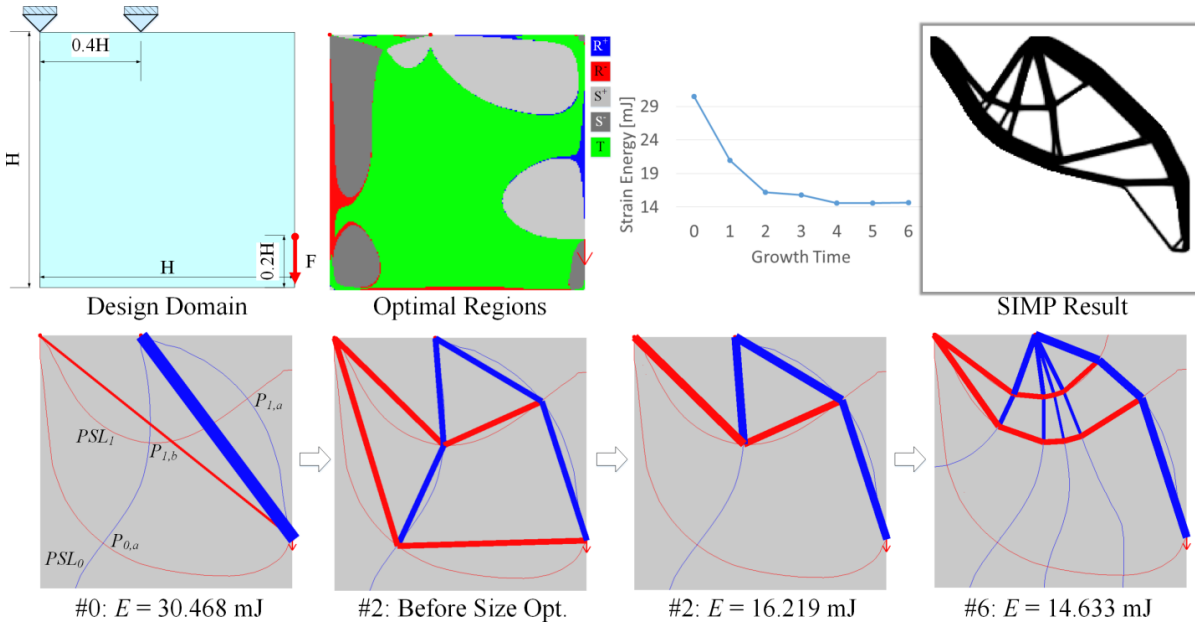 0.4H
H
0.2H
F
H
Design Domain
R⁺
R⁻
S⁺
S⁻
T
Optimal Regions
Strain Energy [mJ]
29
24
19
14
0 1 2 3 4 5 6
Growth Time
SIMP Result
P1,a
PSL1
P1,b
P0,a
PSL0
#0: E = 30.468 mJ
#2: Before Size Opt.
#2: E = 16.219 mJ
#6: E = 14.633 mJ